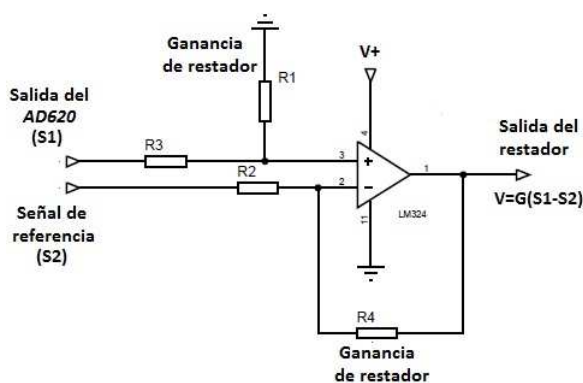 Ganancia
de restador
V+
R1
Salida del
AD620
(S1)
R3
R2
3
2
4
1
11
LM324
Salida del
restador
V=G(S1-S2)
Señal de
referencia
(S2)
R4
Ganancia
de restador